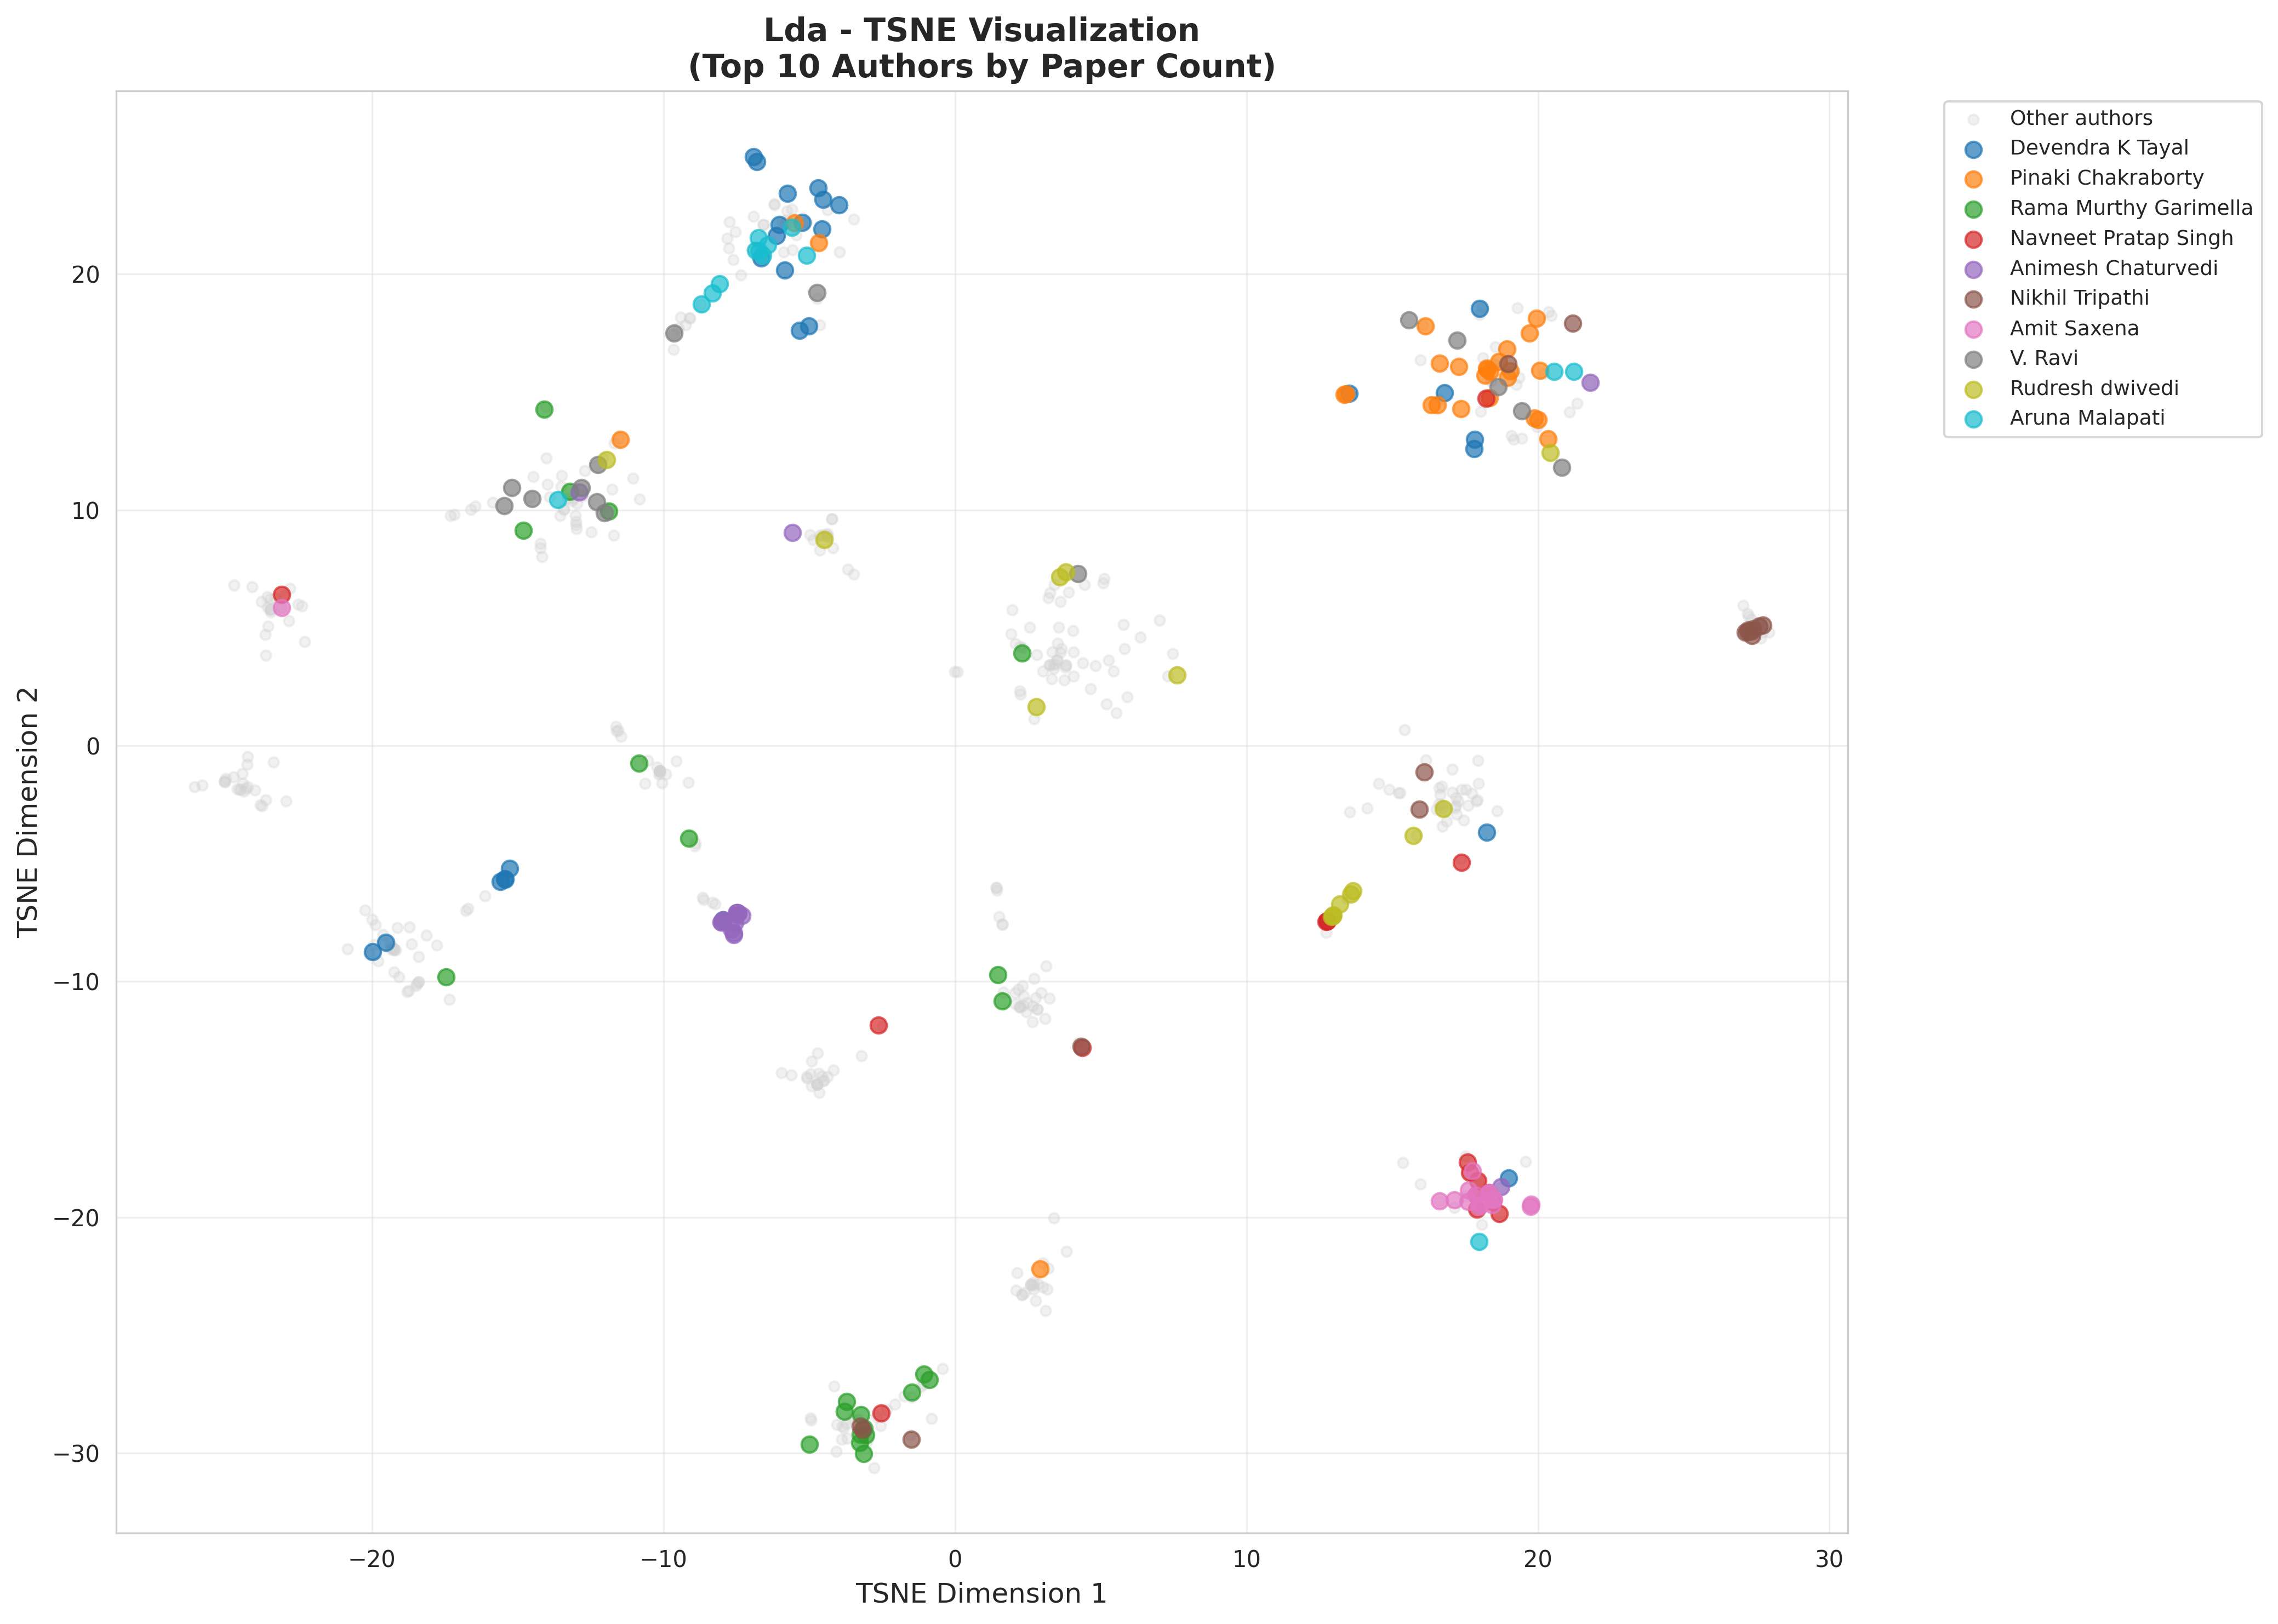 Lda - TSNE Visualization
(Top 10 Authors by Paper Count)
Other authors
Devendra K Tayal
Pinaki Chakraborty
Rama Murthy Garimella
Navneet Pratap Singh
Animesh Chaturvedi
Nikhil Tripathi
Amit Saxena
V. Ravi
Rudresh dwivedi
Aruna Malapati
TSNE Dimension 2
20
10
0
−10
−20
−30
−20
−10
0
10
20
30
TSNE Dimension 1